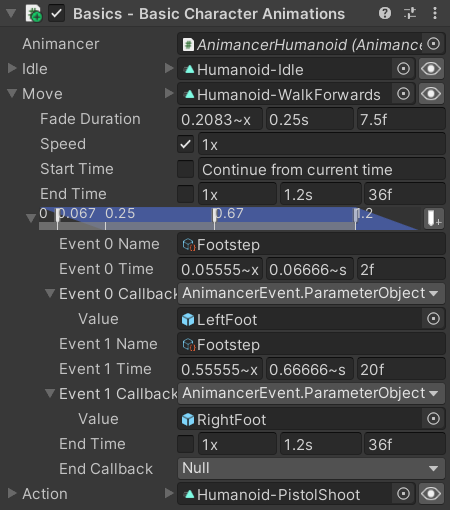 Basics - Basic Character Animations
Animancer AnimancerHumanoid (Animance
Idle Humanoid-Idle
Move Humanoid-WalkForwards
Fade Duration 0.2083~x 0.25s 7.5f
Speed 1x
Start Time Continue from current time
End Time 1x 1.2s 36f
0 0.067 0.25 0.67 1.2
Event 0 Name Footstep
Event 0 Time 0.05555~x 0.06666~s 2f
Event 0 Callback AnimancerEvent.ParameterObject
Value LeftFoot
Event 1 Name Footstep
Event 1 Time 0.55555~x 0.66666~s 20f
Event 1 Callback AnimancerEvent.ParameterObject
Value RightFoot
End Time 1x 1.2s 36f
End Callback Null
Action Humanoid-PistolShoot